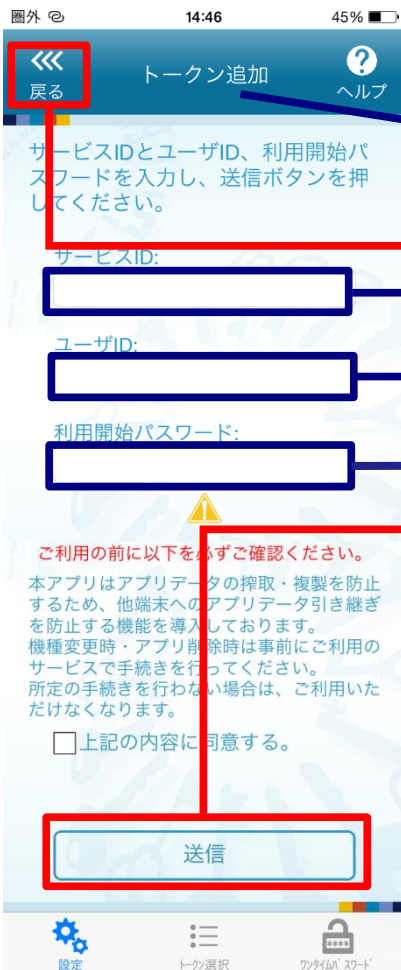 圏外 14:46 45%
戻る トークン追加 ヘルプ
サービスIDとユーザID、利用開始パ
スワードを入力し、送信ボタンを押
してください。
サービスID:
ユーザID:
利用開始パスワード:
ご利用の前に以下を必ずご確認ください。
本アプリはアプリデータの搾取・複製を防止
するため、他端末へのアプリデータ引き継ぎ
を防止する機能を導入しております。
機種変更時・アプリ削除時は事前にご利用の
サービスで手続きを行ってください。
所定の手続きを行わない場合は、ご利用いた
だけなくなります。
上記の内容に同意する。
送信
設定 トークン選択 ワンタイムパスワード